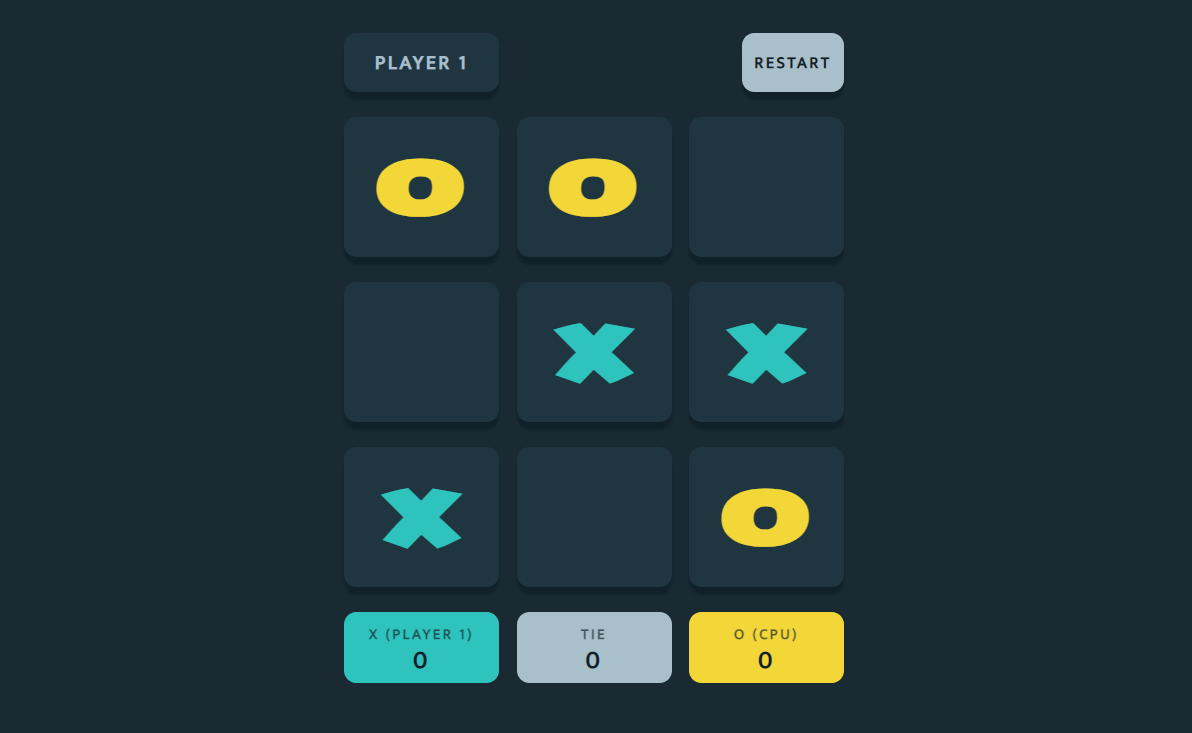 PLAYER 1
RESTART
O O
X X
X O
X (PLAYER 1)
0
TIE
0
O (CPU)
0